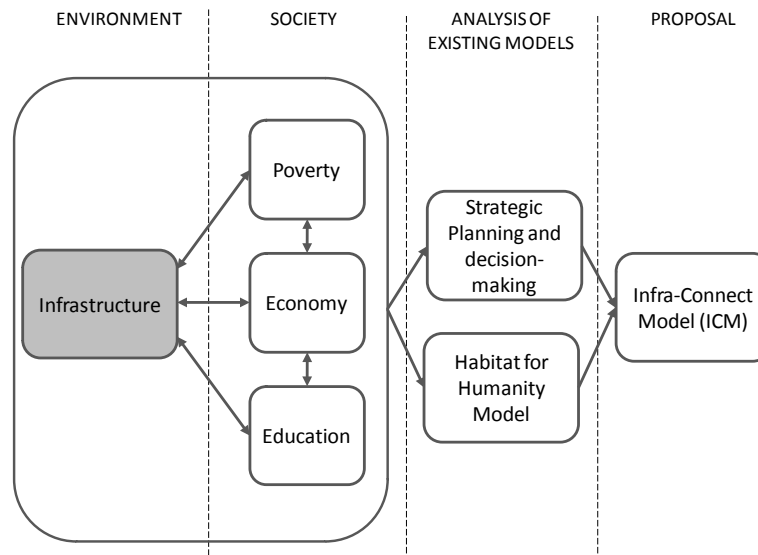 ENVIRONMENT
SOCIETY
ANALYSIS OF
EXISTING MODELS
PROPOSAL
Poverty
Infrastructure
Economy
Education
Strategic
Planning and
decision-
making
Habitat for
Humanity
Model
Infra-Connect
Model (ICM)